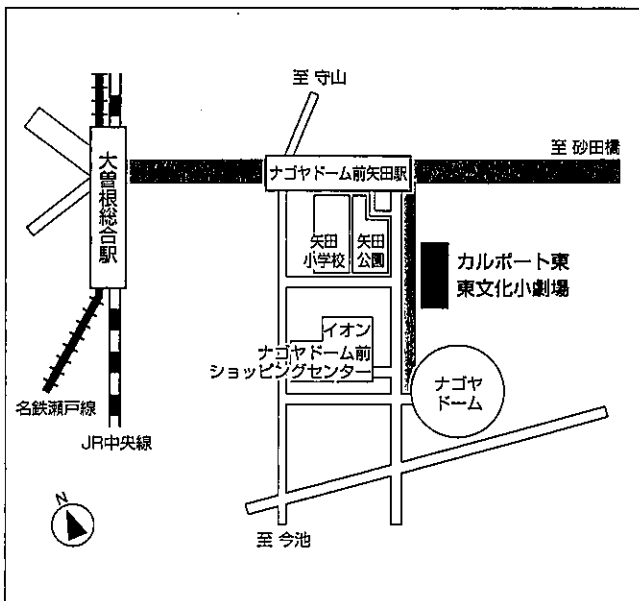 至 守山
至 砂田橋
大曽根総合駅
ナゴヤドーム前矢田駅
矢田
小学校
矢田
公園
カルポート東
東文化小劇場
イオン
ナゴヤドーム前
ショッピングセンター
ナゴヤ
ドーム
名鉄瀬戸線
JR中央線
N
至 今池